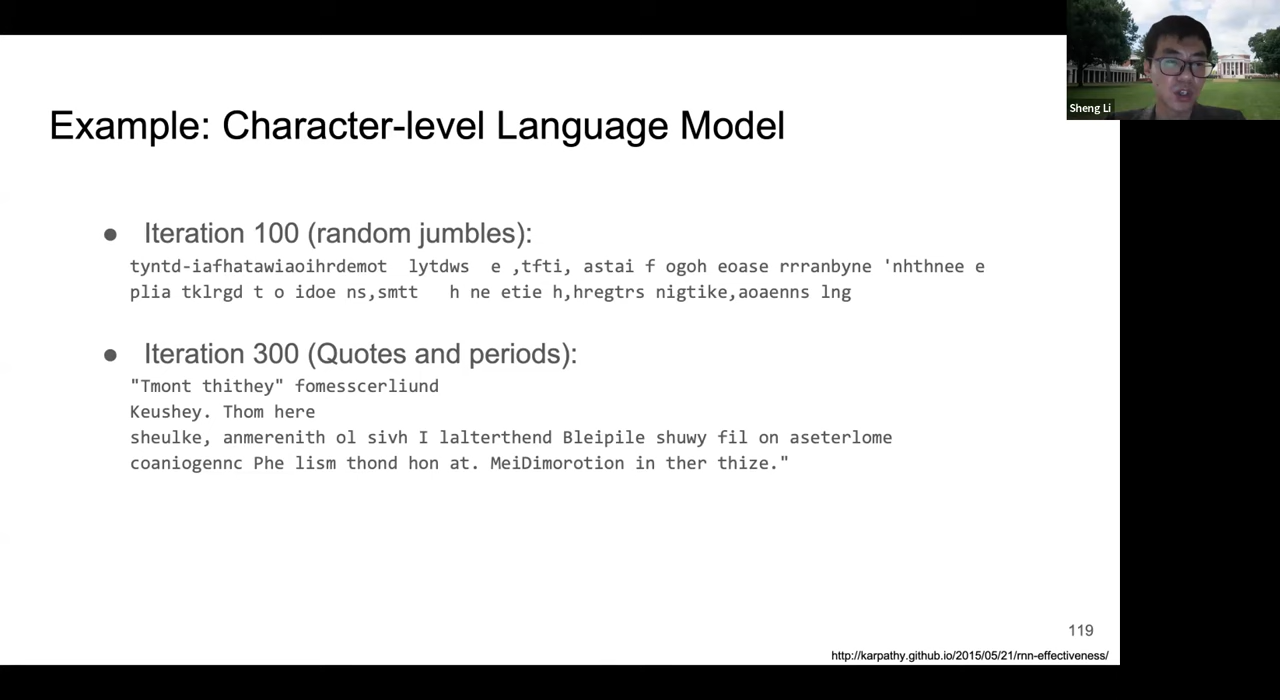 Sheng Li
Example: Character-level Language Model
● Iteration 100 (random jumbles):
tyntd-iafhatawiaoihrdemot  lytdws  e ,tfti, astai f ogoh eoase rrranbyne 'nhthnee e
plia tklrgd t o idoe ns,smtt   h ne etie h,hregtrs nigtike,aoaenns lng
● Iteration 300 (Quotes and periods):
"Tmont thithey" fomesscerliund
Keushey. Thom here
sheulke, anmerenith ol sivh I lalterthend Bleipile shuwy fil on aseterlome
coaniogennc Phe lism thond hon at. MeiDimorotion in ther thize."
119
http://karpathy.github.io/2015/05/21/rnn-effectiveness/